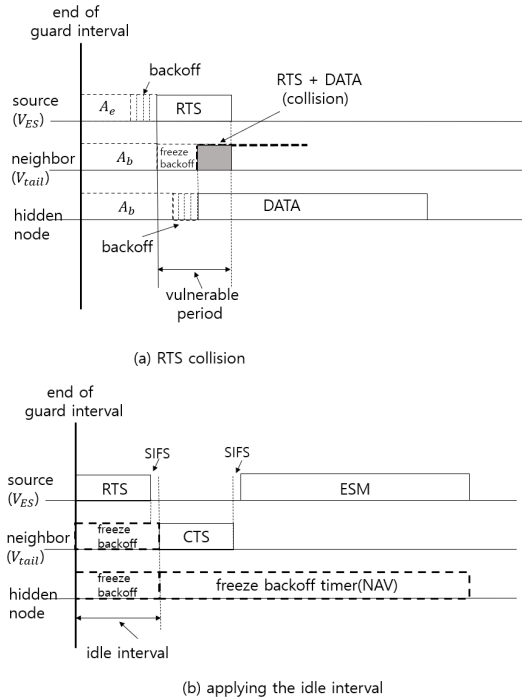 end of
guard interval
backoff
RTS + DATA
(collision)
source
(V_ES)
A_e
RTS
neighbor
(V_tail)
A_b
freeze
backoff
hidden
node
A_b
DATA
backoff
vulnerable
period
(a) RTS collision
end of
guard interval
SIFS
SIFS
source
(V_ES)
RTS
ESM
neighbor
(V_tail)
freeze
backoff
CTS
hidden
node
freeze
backoff
freeze backoff timer(NAV)
idle interval
(b) applying the idle interval